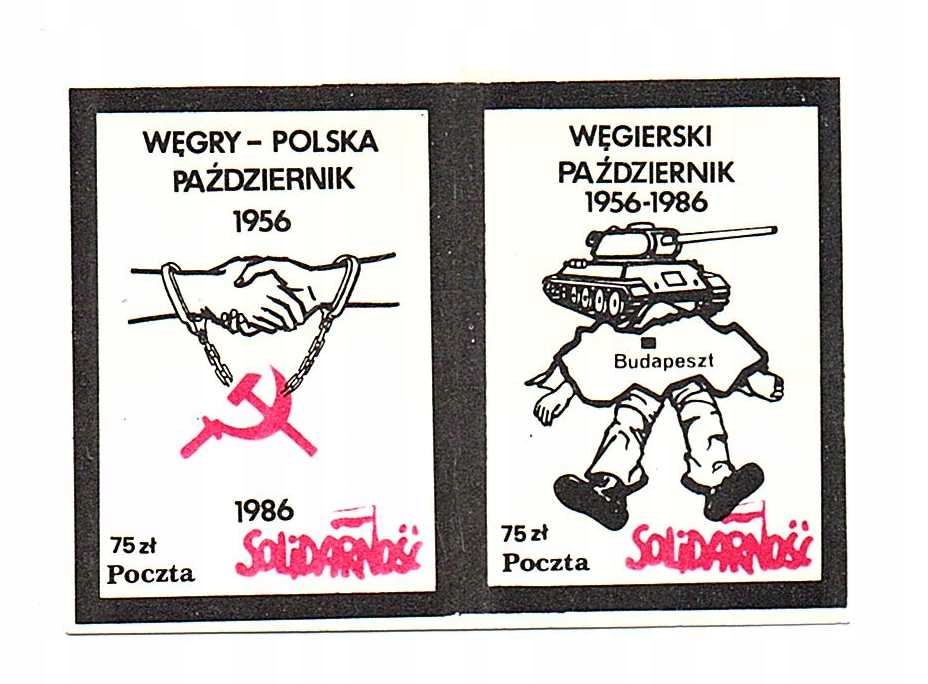 WĘGRY – POLSKA
PAŹDZIERNIK
1956
1986
75 zł
Poczta
SOLiDARNOŚĆ
WĘGIERSKI
PAŹDZIERNIK
1956-1986
Budapeszt
75 zł
Poczta
SOLiDARNOŚĆ